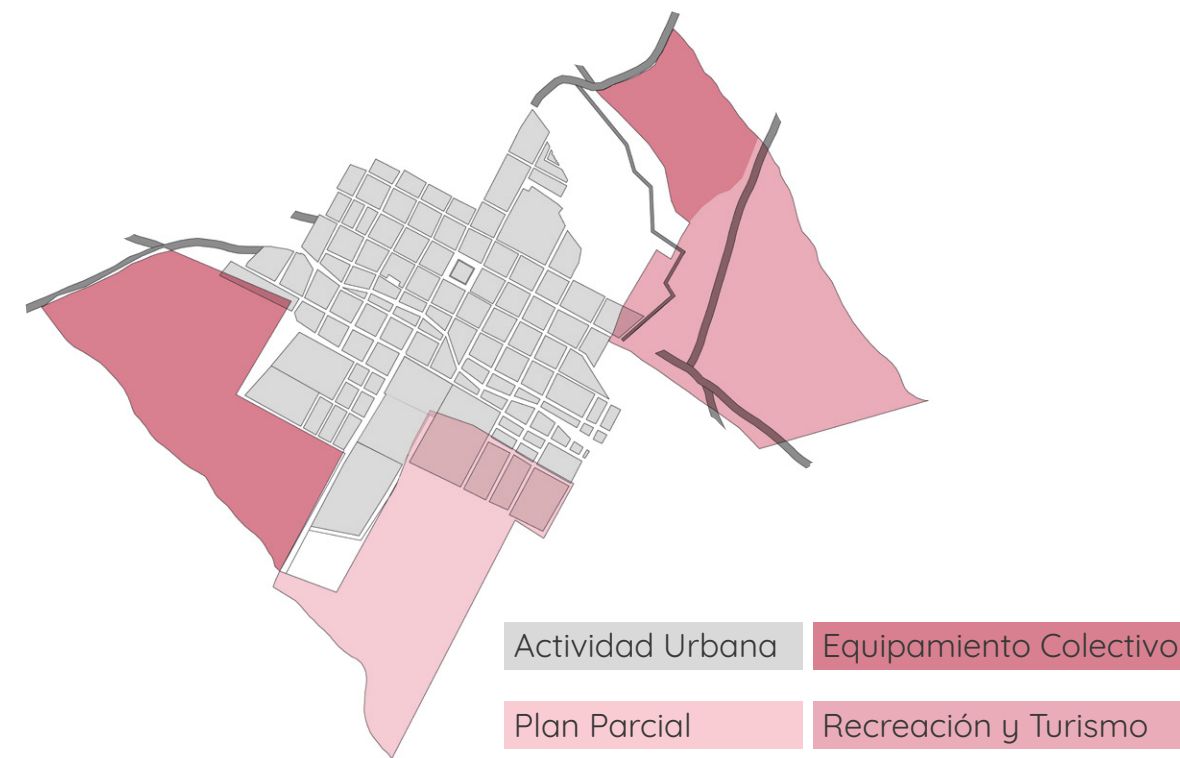 Actividad Urbana
Equipamiento Colectivo
Plan Parcial
Recreación y Turismo